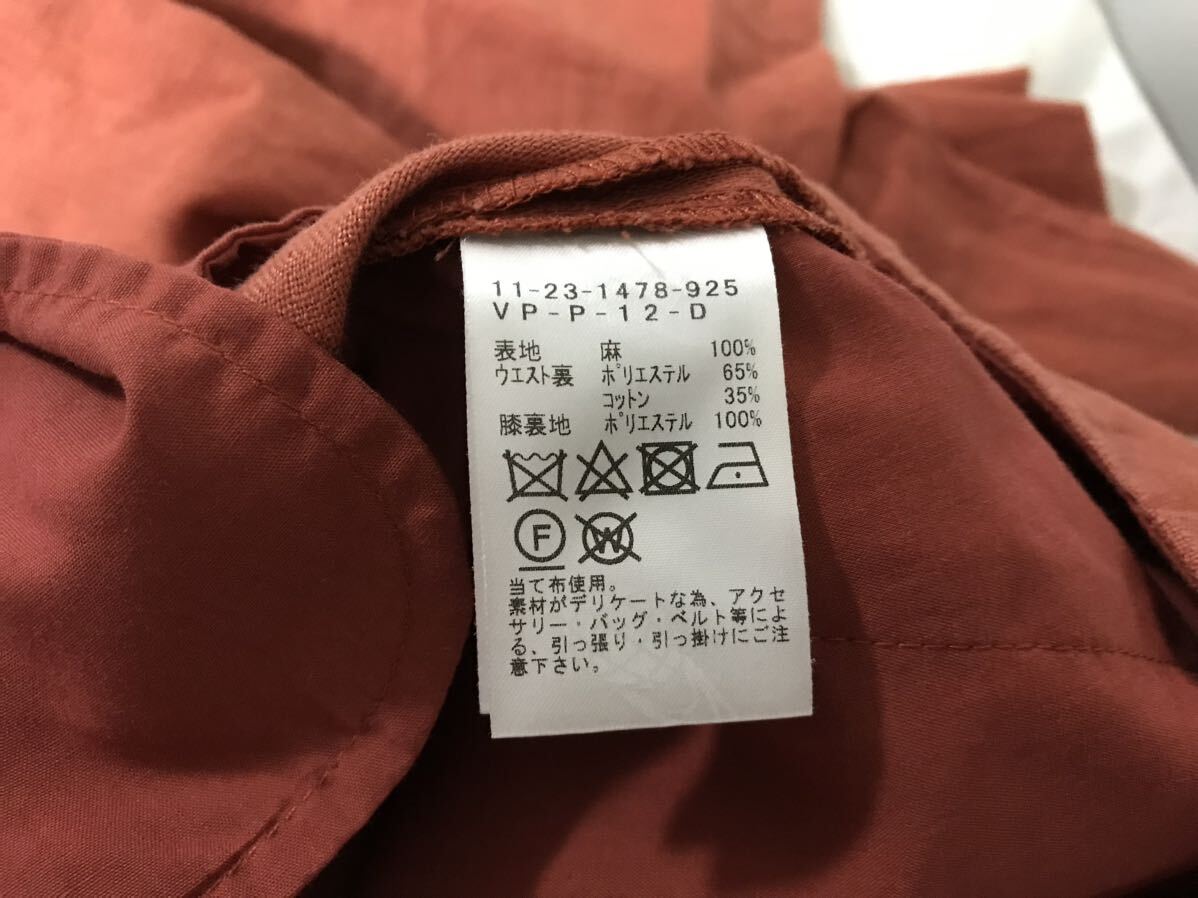 11-23-1478-925
VP-P-12-D
表地 麻 100%
ウエスト裏 ポリエステル 65%
コットン 35%
膝裏地 ポリエステル 100%
F W
当て布使用。
素材がデリケートな為、アクセ
サリー・バッグ・ベルト等によ
る、引っ張り・引っ掛けにご注
意下さい。